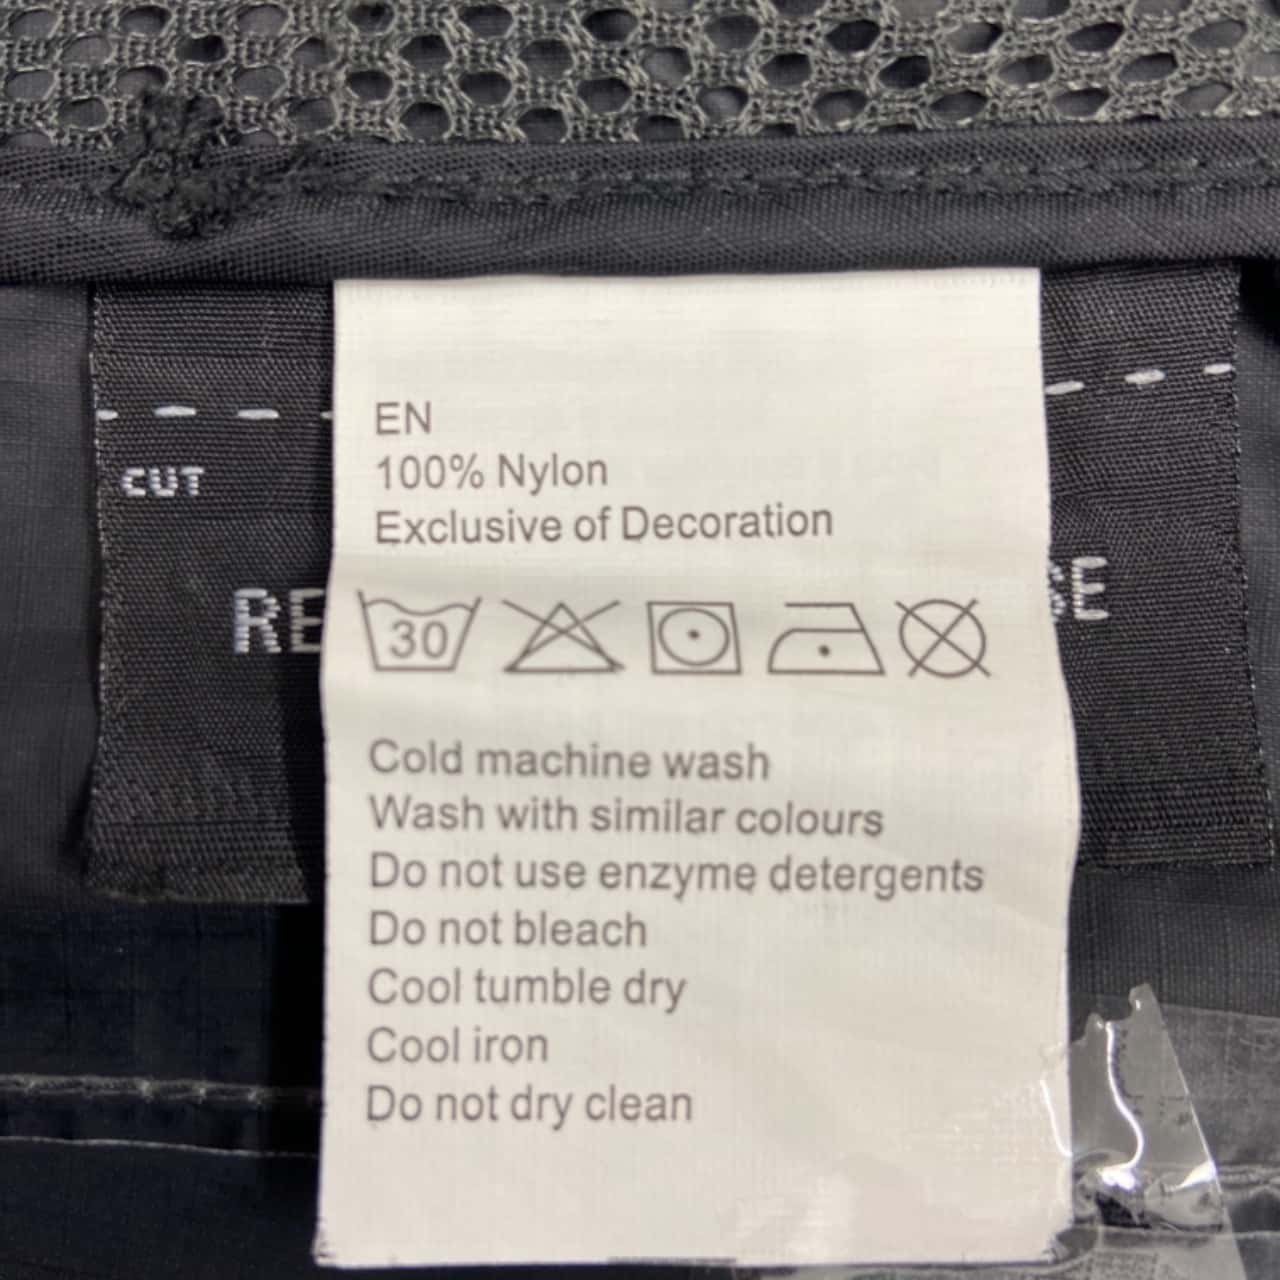 EN
100% Nylon
Exclusive of Decoration
CUT
30
Cold machine wash
Wash with similar colours
Do not use enzyme detergents
Do not bleach
Cool tumble dry
Cool iron
Do not dry clean